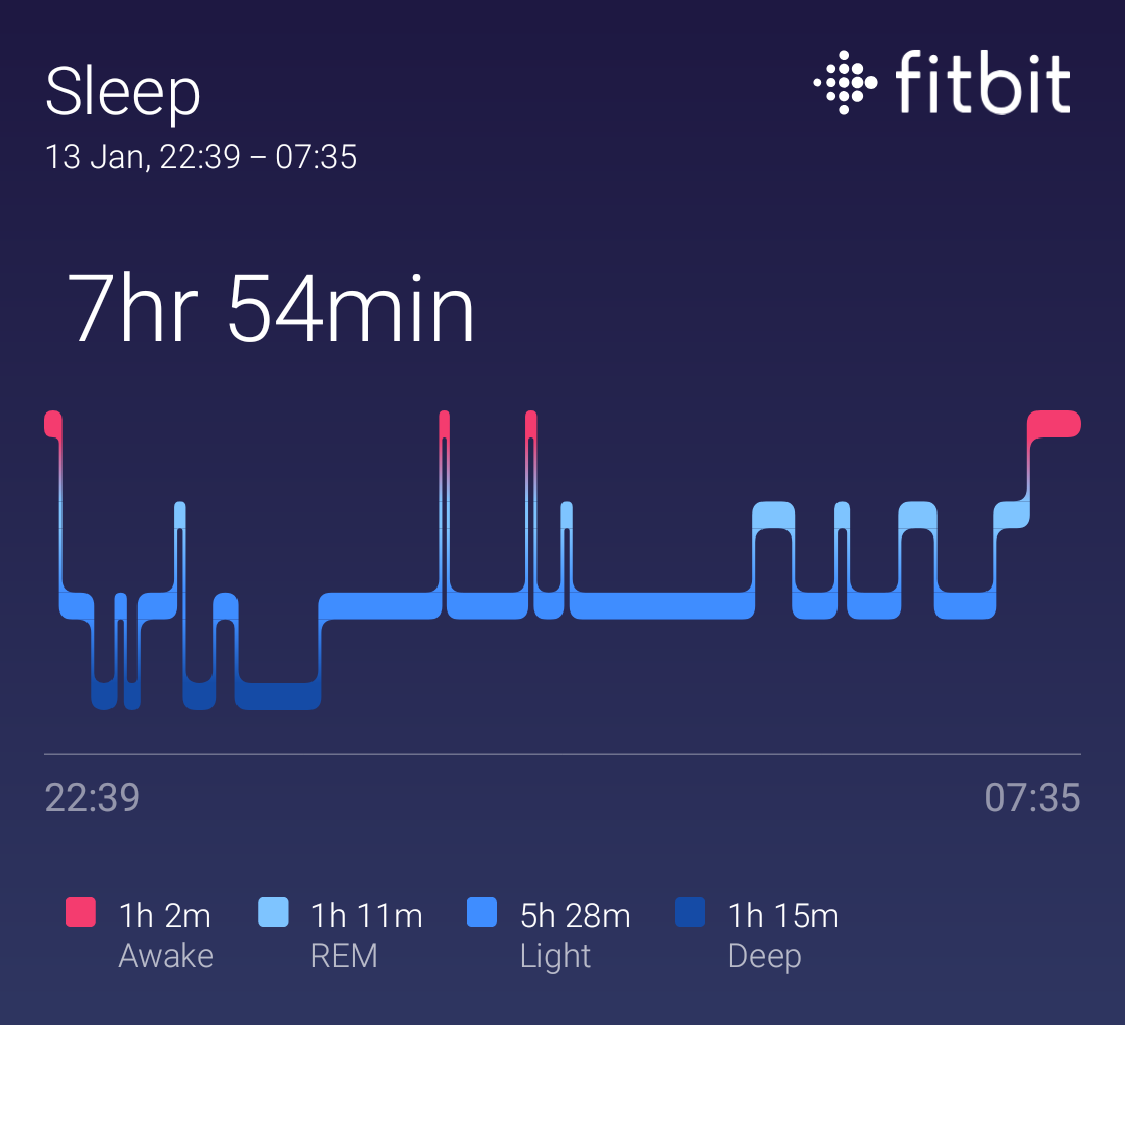 Sleep
fitbit
13 Jan, 22:39 – 07:35
7hr 54min
22:39
07:35
1h 2m
Awake
1h 11m
REM
5h 28m
Light
1h 15m
Deep